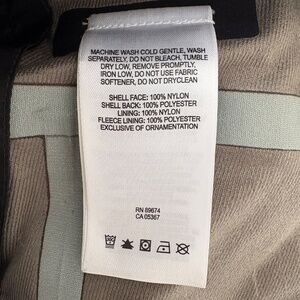 MACHINE WASH COLD GENTLE, WASH
SEPARATELY, DO NOT BLEACH, TUMBLE
DRY LOW, REMOVE PROMPTLY,
IRON LOW, DO NOT USE FABRIC
SOFTENER, DO NOT DRYCLEAN
SHELL FACE: 100% NYLON
SHELL BACK: 100% POLYESTER
LINING: 100% NYLON
FLEECE LINING: 100% POLYESTER
EXCLUSIVE OF ORNAMENTATION
RN 89674
CA 05367